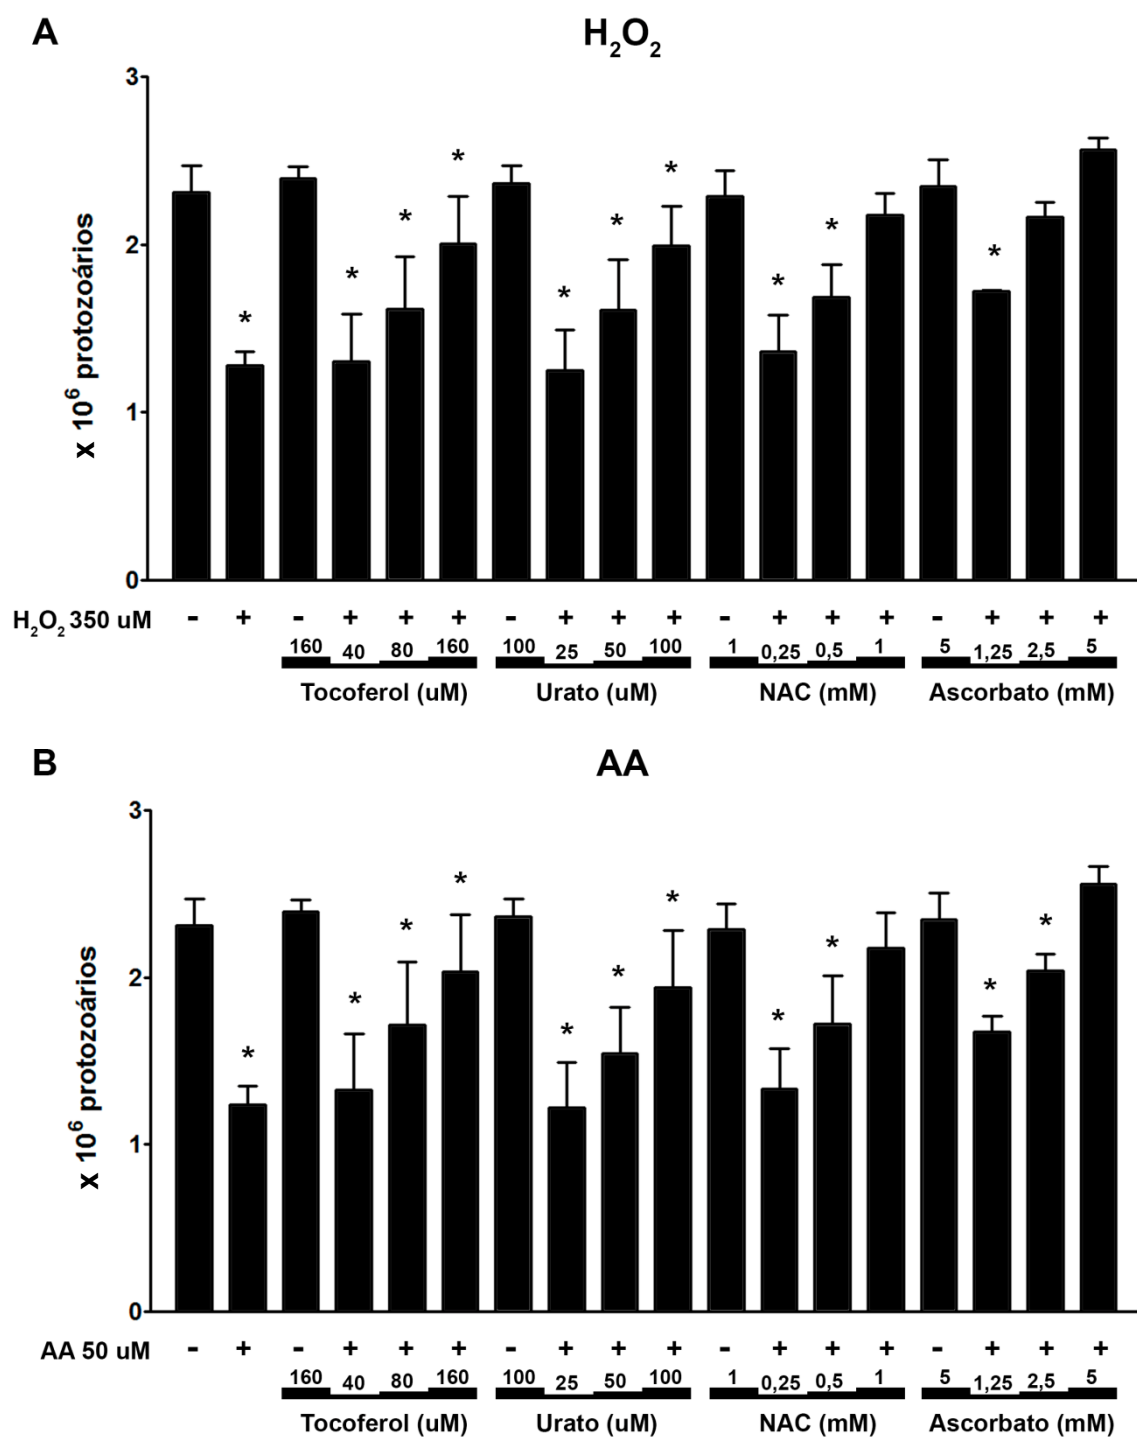 A
H₂O₂
3
2
1
0
x 10⁶ protozoários
* * * * * * * * * *
H₂O₂ 350 uM - + - + + + - + + + - + + + - + + +
160 40 80 160 100 25 50 100 1 0,25 0,5 1 5 1,25 2,5 5
Tocoferol (uM) Urato (uM) NAC (mM) Ascorbato (mM)
B
AA
3
2
1
0
x 10⁶ protozoários
* * * * * * * * * * *
AA 50 uM - + - + + + - + + + - + + + - + + +
160 40 80 160 100 25 50 100 1 0,25 0,5 1 5 1,25 2,5 5
Tocoferol (uM) Urato (uM) NAC (mM) Ascorbato (mM)